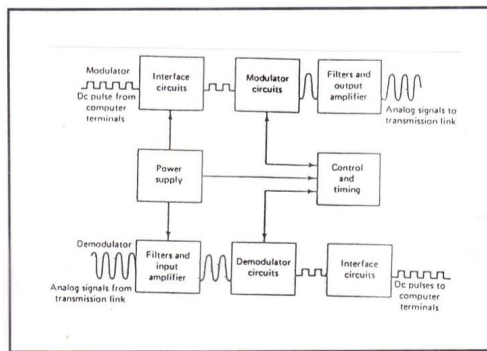 Modulator
Dc pulse from
computer
terminals
Interface
circuits
Modulator
circuits
Filters and
output
amplifier
Analog signals to
transmission link
Power
supply
Control
and
timing
Demodulator
Analog signals from
transmission link
Filters and
input
amplifier
Demodulator
circuits
Interface
circuits
Dc pulses to
computer
terminals